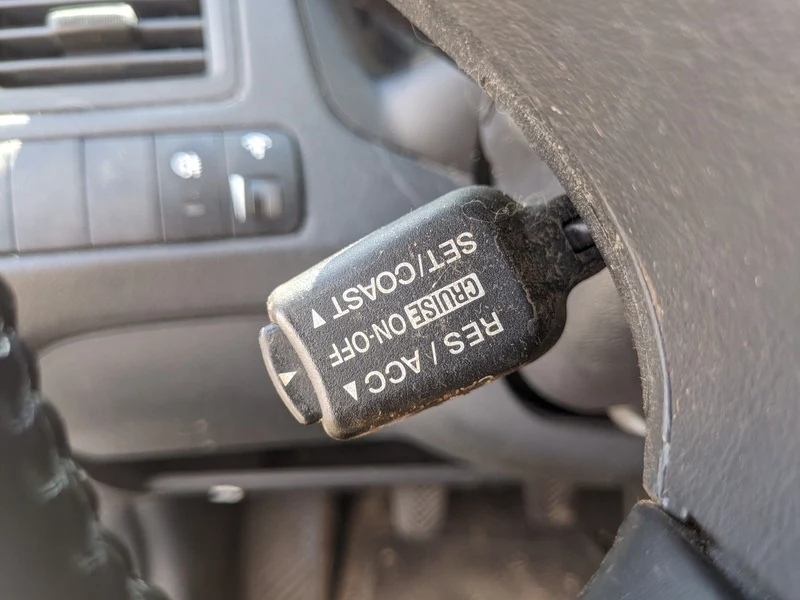 RES / ACC
CRUISE ON-OFF
SET/COAST